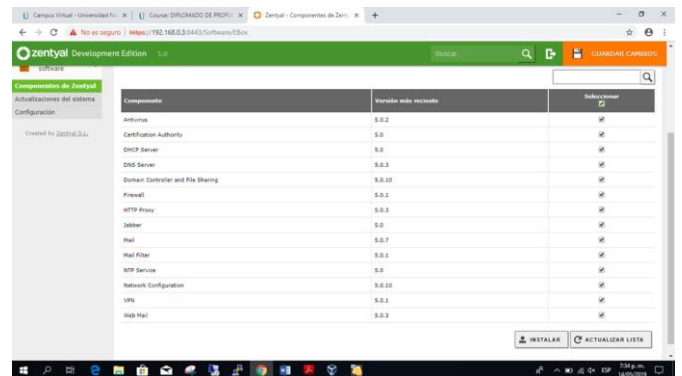 Campus Virtual - Universidad Na
Course: DIPLOMADO DE PROFU
Zentyal - Componentes de Zenty
No es seguro | https://192.168.0.3:8443/Software/EBox
zentyal Development Edition 5.0
Buscar...
GUARDAR CAMBIOS
software
Componentes de Zentyal
Actualizaciones del sistema
Configuración
Created by Zentyal S.L.
Componente Versión más reciente Seleccionar
Antivirus 5.0.2
Certification Authority 5.0
DHCP Server 5.0
DNS Server 5.0.3
Domain Controller and File Sharing 5.0.10
Firewall 5.0.1
HTTP Proxy 5.0.3
Jabber 5.0
Mail 5.0.7
Mail Filter 5.0.1
NTP Service 5.0
Network Configuration 5.0.10
VPN 5.0.1
Web Mail 5.0.3
INSTALAR ACTUALIZAR LISTA
ESP
7:34 p. m.
14/05/2019